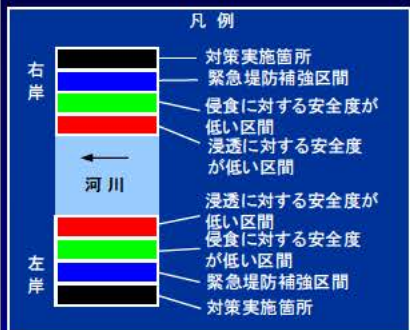 凡例
右岸
対策実施箇所
緊急堤防補強区間
侵食に対する安全度が
低い区間
浸透に対する安全度
が低い区間
河川
浸透に対する安全度が
低い区間
侵食に対する安全度
が低い区間
左岸
緊急堤防補強区間
対策実施箇所